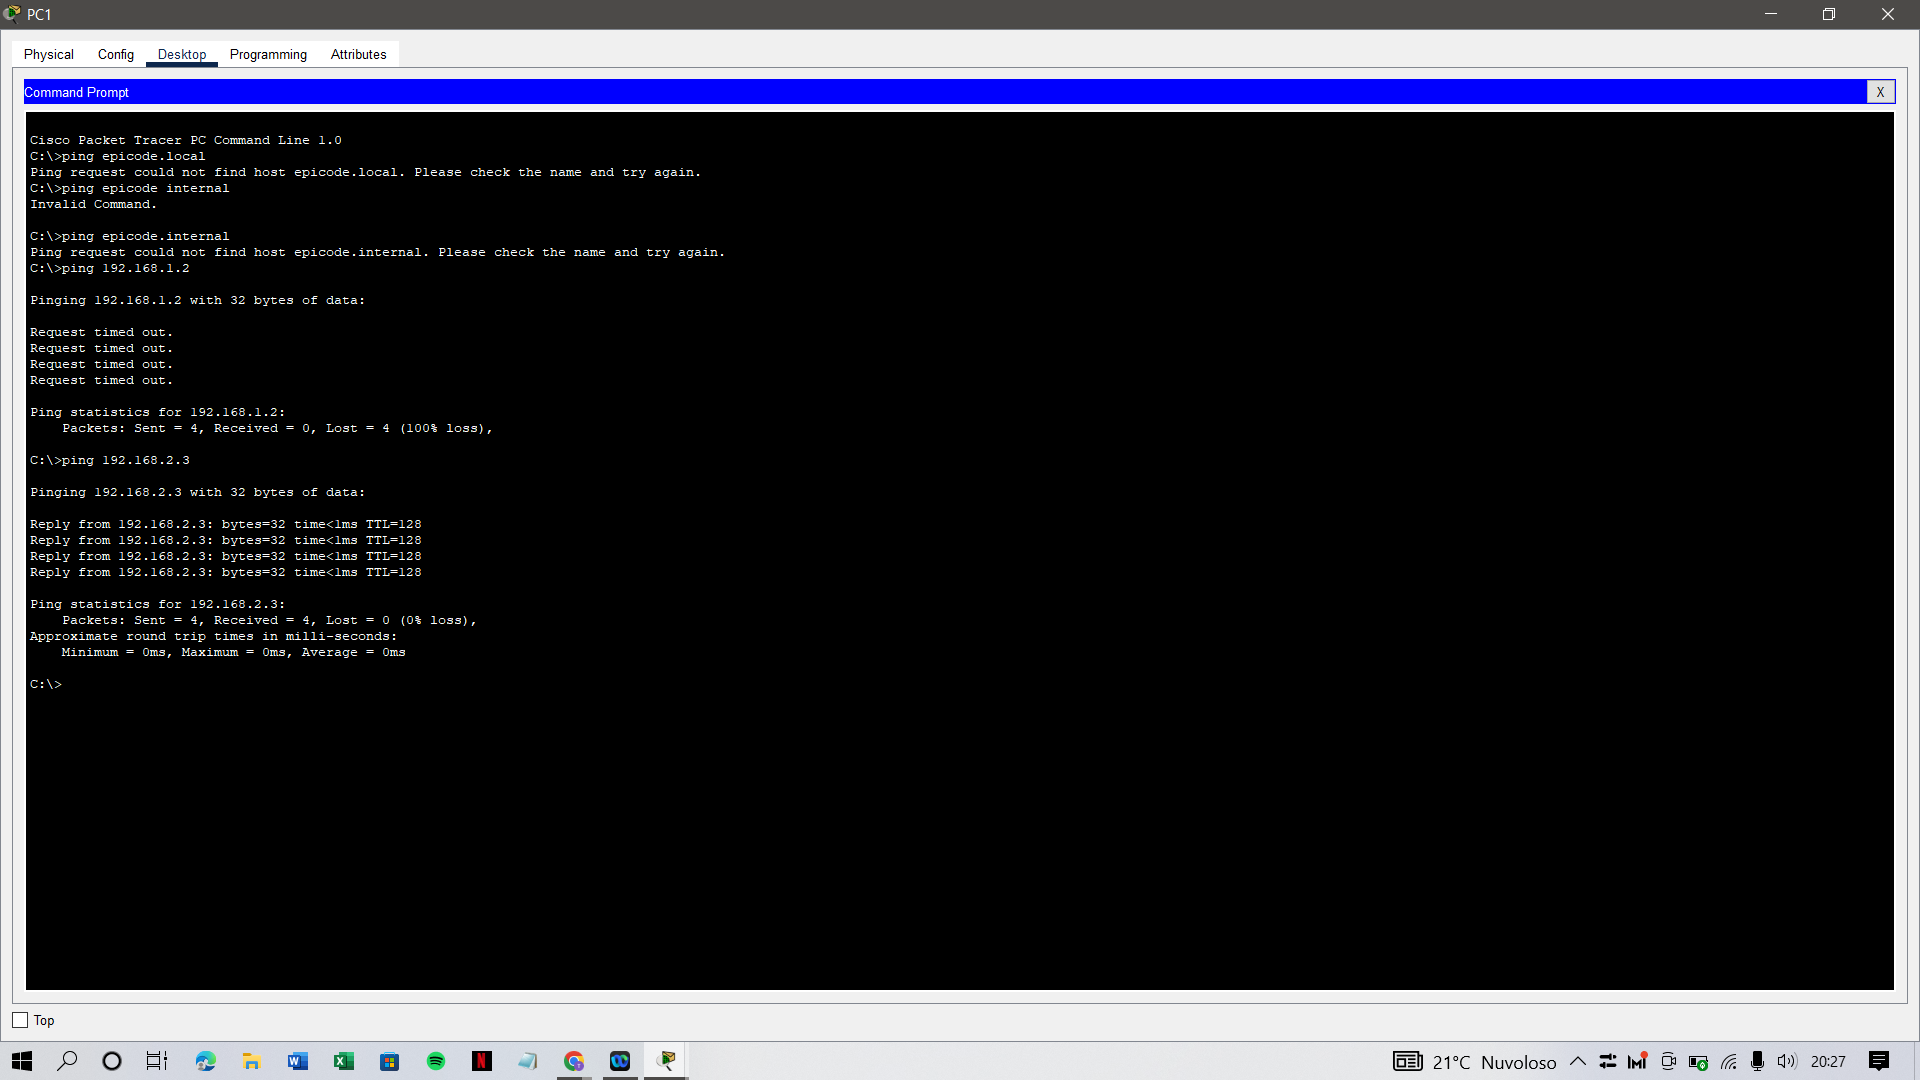 PC1
Physical Config Desktop Programming Attributes
Command Prompt
X
Cisco Packet Tracer PC Command Line 1.0
C:\>ping epicode.local
Ping request could not find host epicode.local. Please check the name and try again.
C:\>ping epicode internal
Invalid Command.
C:\>ping epicode.internal
Ping request could not find host epicode.internal. Please check the name and try again.
C:\>ping 192.168.1.2
Pinging 192.168.1.2 with 32 bytes of data:
Request timed out.
Request timed out.
Request timed out.
Request timed out.
Ping statistics for 192.168.1.2:
Packets: Sent = 4, Received = 0, Lost = 4 (100% loss),
C:\>ping 192.168.2.3
Pinging 192.168.2.3 with 32 bytes of data:
Reply from 192.168.2.3: bytes=32 time<1ms TTL=128
Reply from 192.168.2.3: bytes=32 time<1ms TTL=128
Reply from 192.168.2.3: bytes=32 time<1ms TTL=128
Reply from 192.168.2.3: bytes=32 time<1ms TTL=128
Ping statistics for 192.168.2.3:
Packets: Sent = 4, Received = 4, Lost = 0 (0% loss),
Approximate round trip times in milli-seconds:
Minimum = 0ms, Maximum = 0ms, Average = 0ms
C:\>
Top
21°C Nuvoloso 20:27